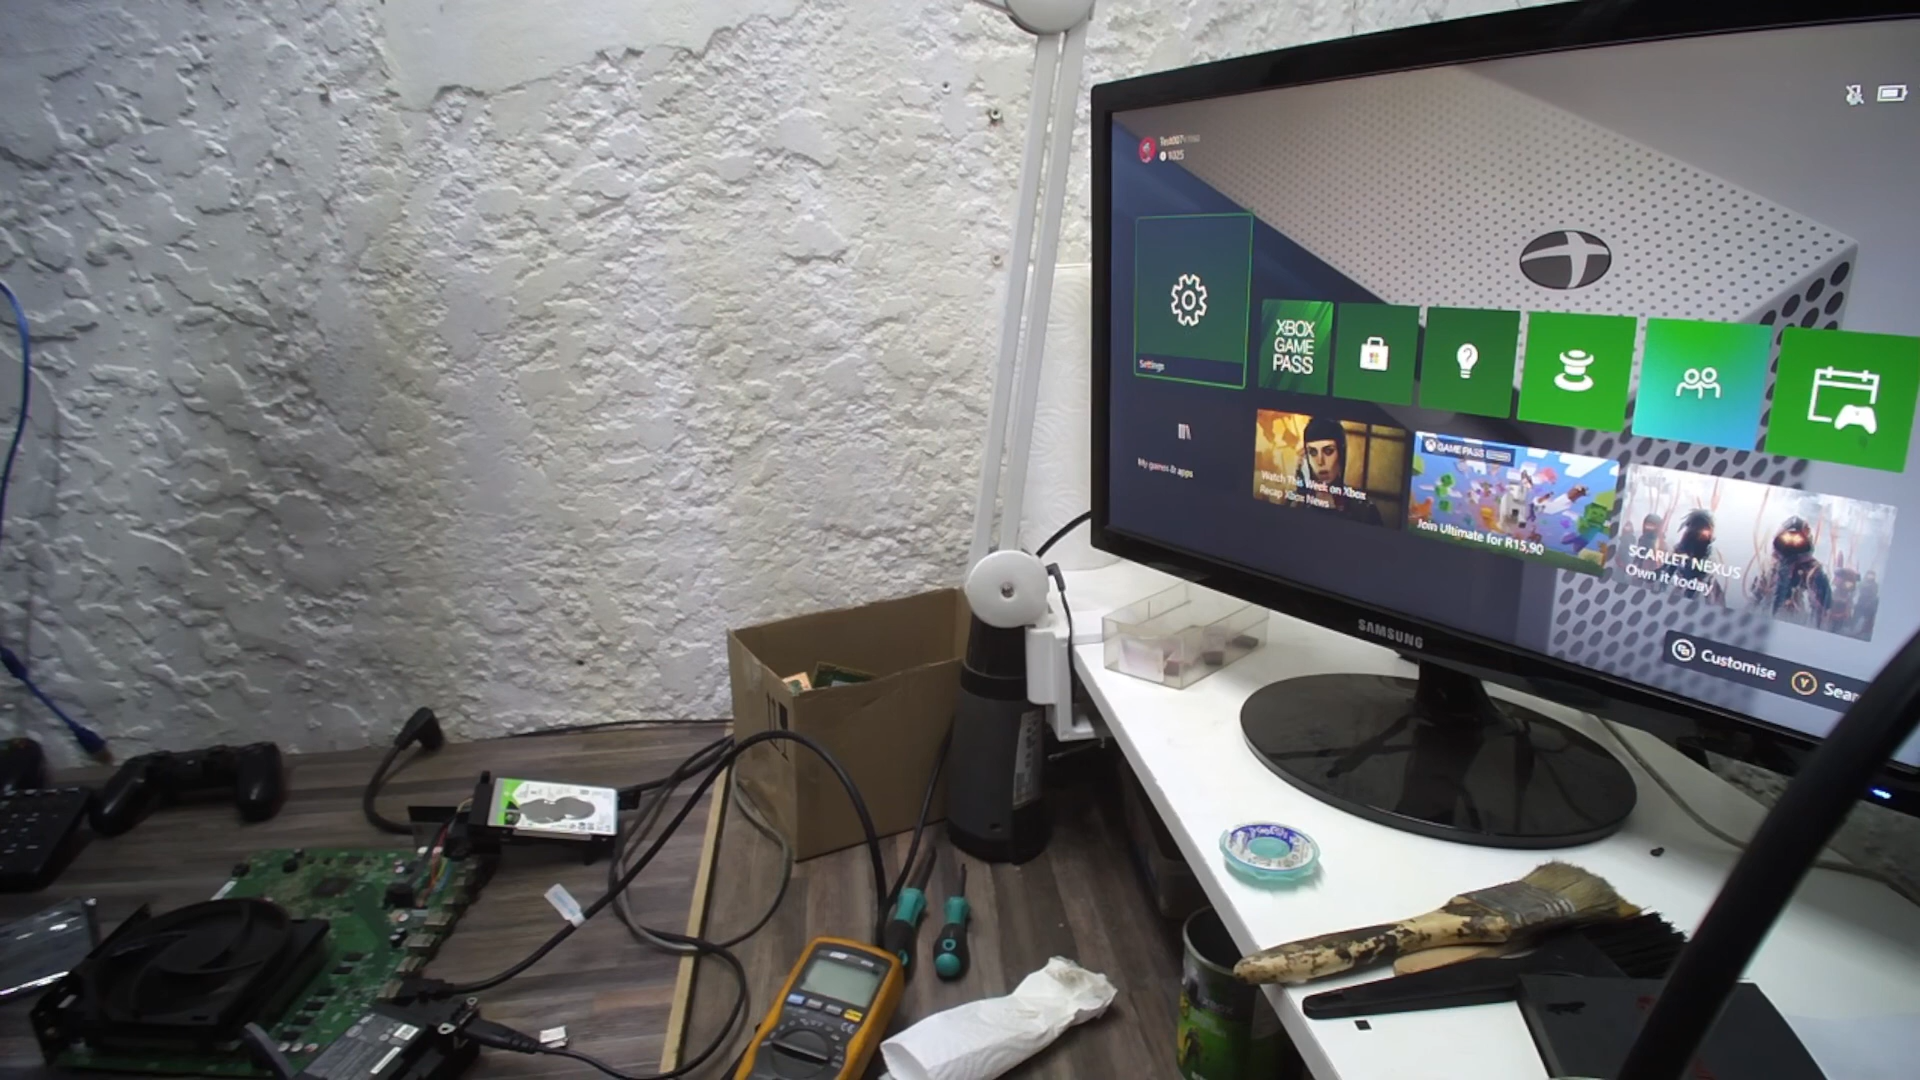 1025
Settings
XBOX
GAME
PASS
My games & apps
Watch This Week on Xbox
Recap Xbox News
GAME PASS
Join Ultimate for R15,90
SCARLET NEXUS
Own it today
Customise
Y
SAMSUNG